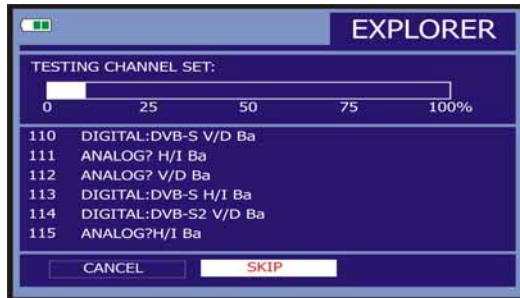 EXPLORER
TESTING CHANNEL SET:
0 25 50 75 100%
110 DIGITAL:DVB-S V/D Ba
111 ANALOG? H/I Ba
112 ANALOG? V/D Ba
113 DIGITAL:DVB-S H/I Ba
114 DIGITAL:DVB-S2 V/D Ba
115 ANALOG?H/I Ba
CANCEL SKIP